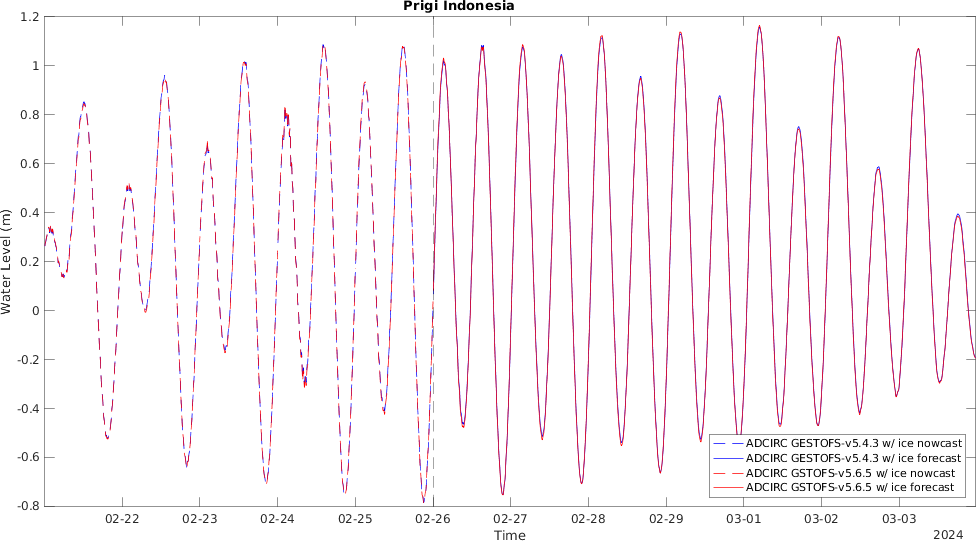 Prigi Indonesia
1.2
1
0.8
0.6
0.4
0.2
0
-0.2
-0.4
-0.6
-0.8
Water Level (m)
ADCIRC GESTOFS-v5.4.3 w/ ice nowcast
ADCIRC GESTOFS-v5.4.3 w/ ice forecast
ADCIRC GSTOFS-v5.6.5 w/ ice nowcast
ADCIRC GSTOFS-v5.6.5 w/ ice forecast
02-22 02-23 02-24 02-25 02-26 02-27 02-28 02-29 03-01 03-02 03-03
Time
2024